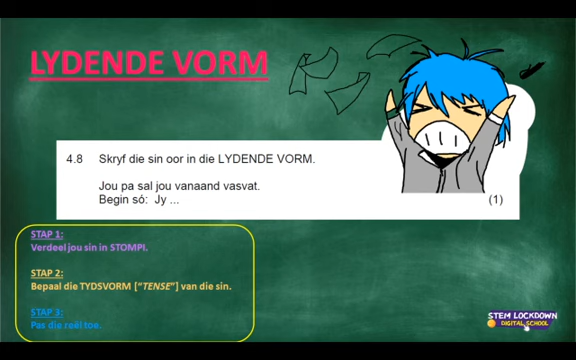 LYDENDE VORM
4.8 Skryf die sin oor in die LYDENDE VORM.
Jou pa sal jou vanaand vasvat.
Begin só: Jy ... (1)
STAP 1:
Verdeel jou sin in STOMPI.
STAP 2:
Bepaal die TYDSVORM ["TENSE"] van die sin.
STAP 3:
Pas die reël toe.
STEM LOCKDOWN
DIGITAL SCHOOL